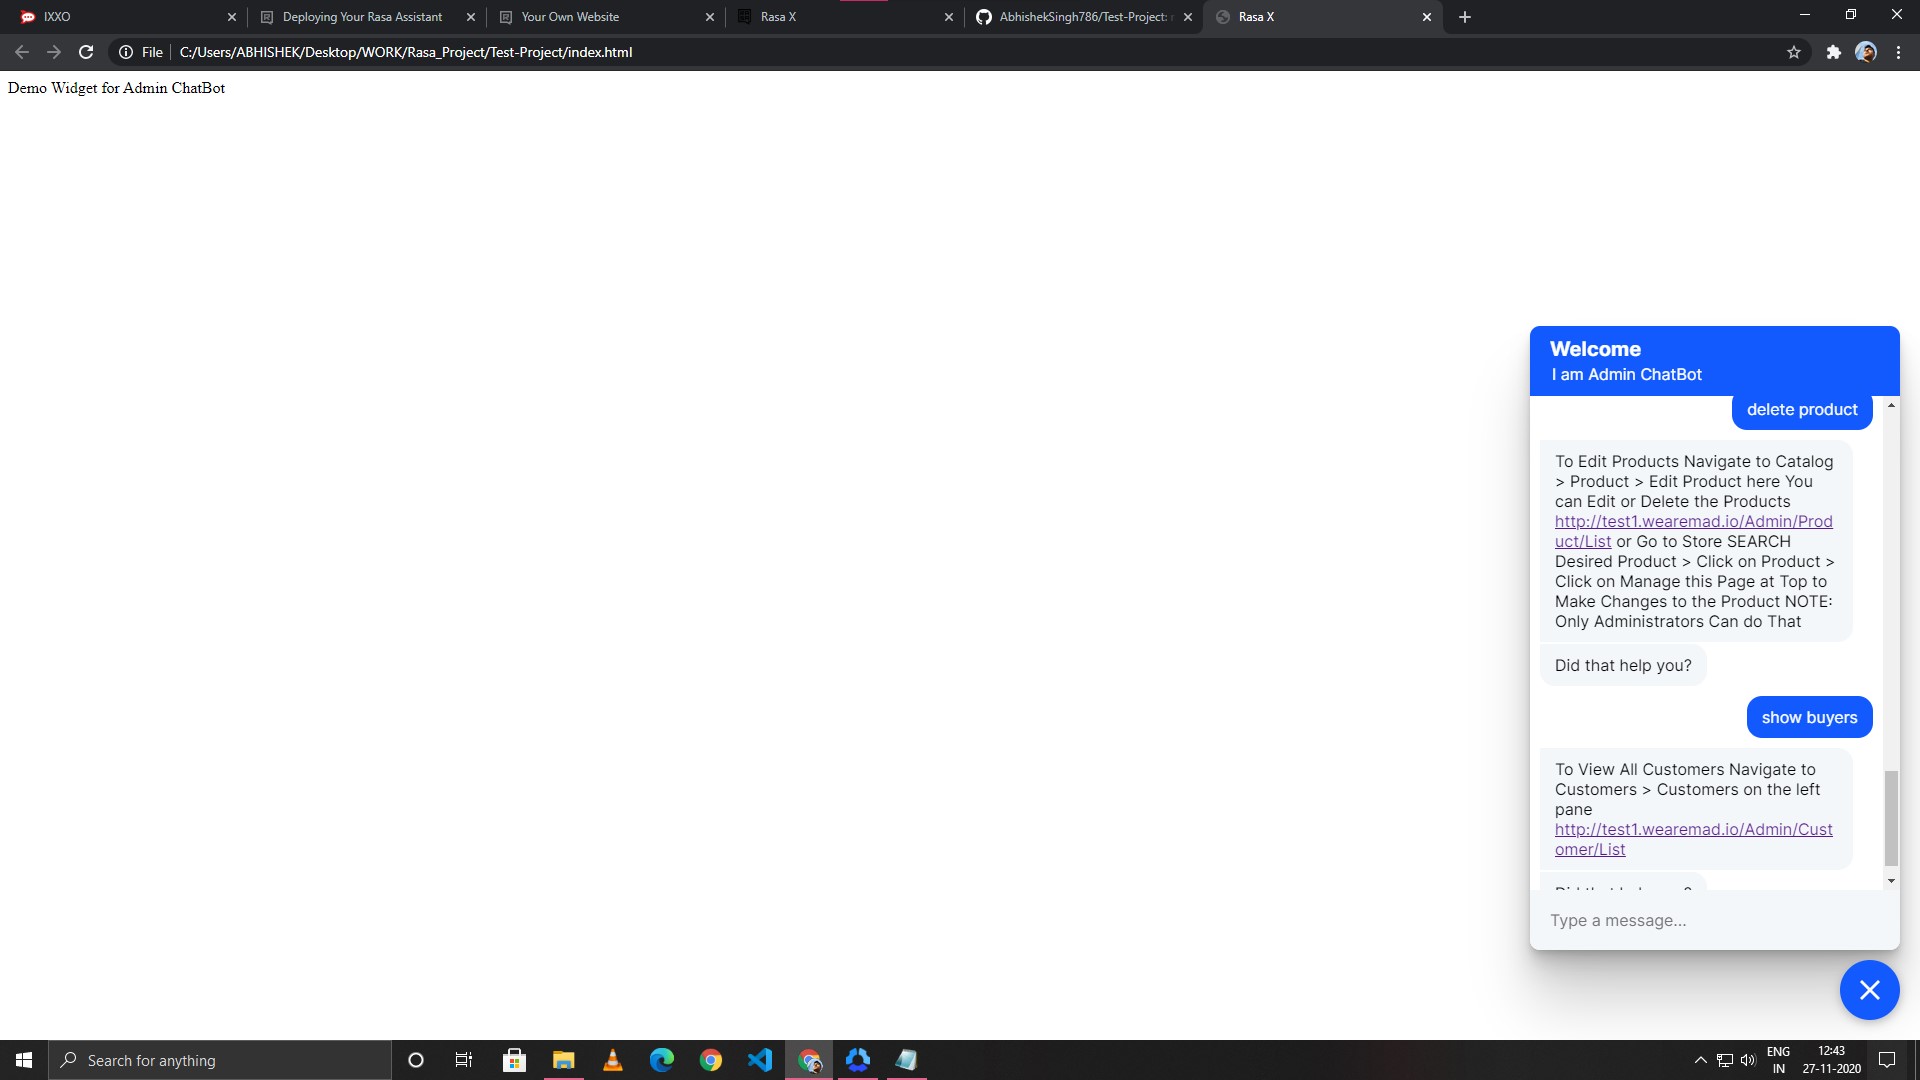 IXXO
Deploying Your Rasa Assistant
Your Own Website
Rasa X
AbhishekSingh786/Test-Project:
Rasa X
File
C:/Users/ABHISHEK/Desktop/WORK/Rasa_Project/Test-Project/index.html
Demo Widget for Admin ChatBot
Welcome
I am Admin ChatBot
delete product
To Edit Products Navigate to Catalog
> Product > Edit Product here You
can Edit or Delete the Products
http://test1.wearemad.io/Admin/Prod
uct/List or Go to Store SEARCH
Desired Product > Click on Product >
Click on Manage this Page at Top to
Make Changes to the Product NOTE:
Only Administrators Can do That
Did that help you?
show buyers
To View All Customers Navigate to
Customers > Customers on the left
pane
http://test1.wearemad.io/Admin/Cust
omer/List
Type a message...
Search for anything
ENG
IN
12:43
27-11-2020